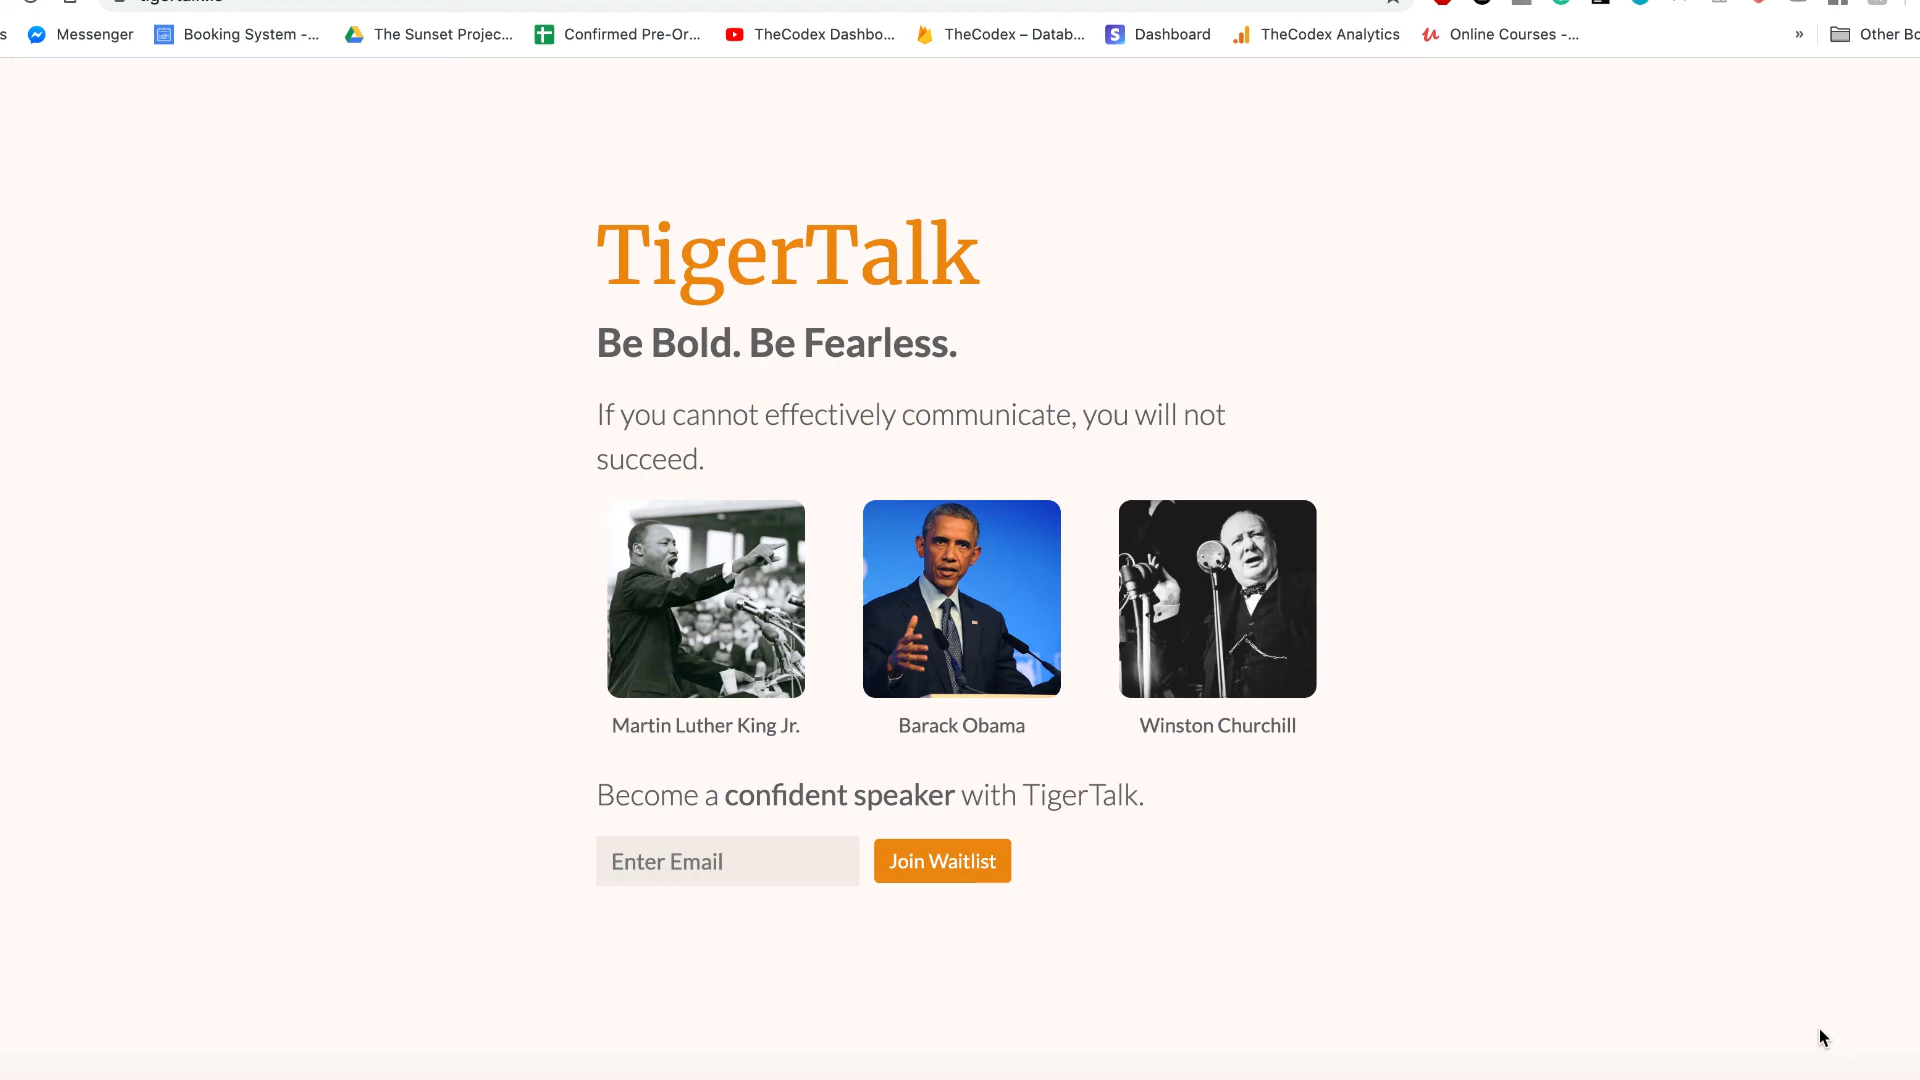 s Messenger Booking System -... The Sunset Projec... Confirmed Pre-Or... TheCodex Dashbo... TheCodex – Datab... Dashboard TheCodex Analytics Online Courses -... » Other Bo
TigerTalk
Be Bold. Be Fearless.
If you cannot effectively communicate, you will not
succeed.
Martin Luther King Jr. Barack Obama Winston Churchill
Become a confident speaker with TigerTalk.
Enter Email Join Waitlist